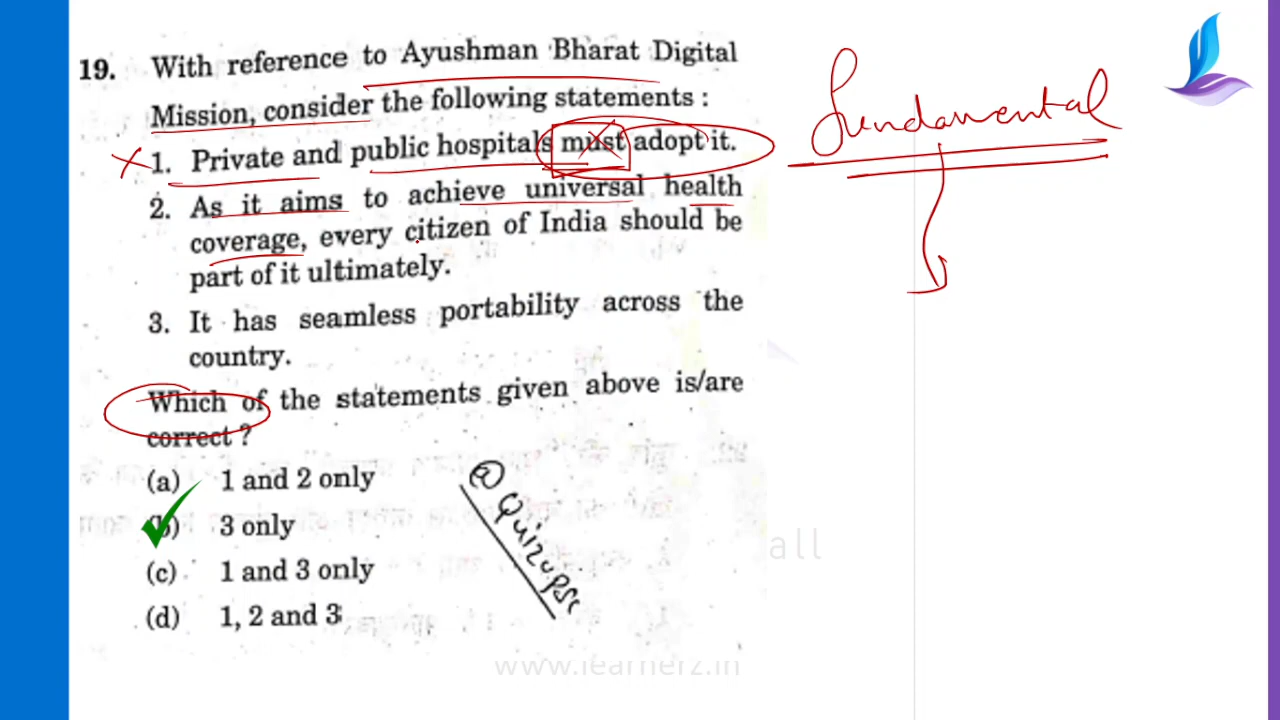 19. With reference to Ayushman Bharat Digital
Mission, consider the following statements :
1. Private and public hospitals must adopt it.
2. As it aims to achieve universal health
coverage, every citizen of India should be
part of it ultimately.
3. It has seamless portability across the
country.
Which of the statements given above is/are
correct ?
(a) 1 and 2 only
(b) 3 only
(c) 1 and 3 only
(d) 1, 2 and 3
fundamental
@Quizupsc
all
www.iearnerz.in